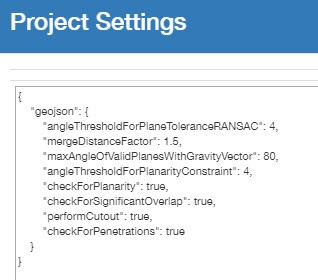 Project Settings
{
"geojson": {
"angleThresholdForPlaneToleranceRANSAC": 4,
"mergeDistanceFactor": 1.5,
"maxAngleOfValidPlanesWithGravityVector": 80,
"angleThresholdForPlanarityConstraint": 4,
"checkForPlanarity": true,
"checkForSignificantOverlap": true,
"performCutout": true,
"checkForPenetrations": true
}
}